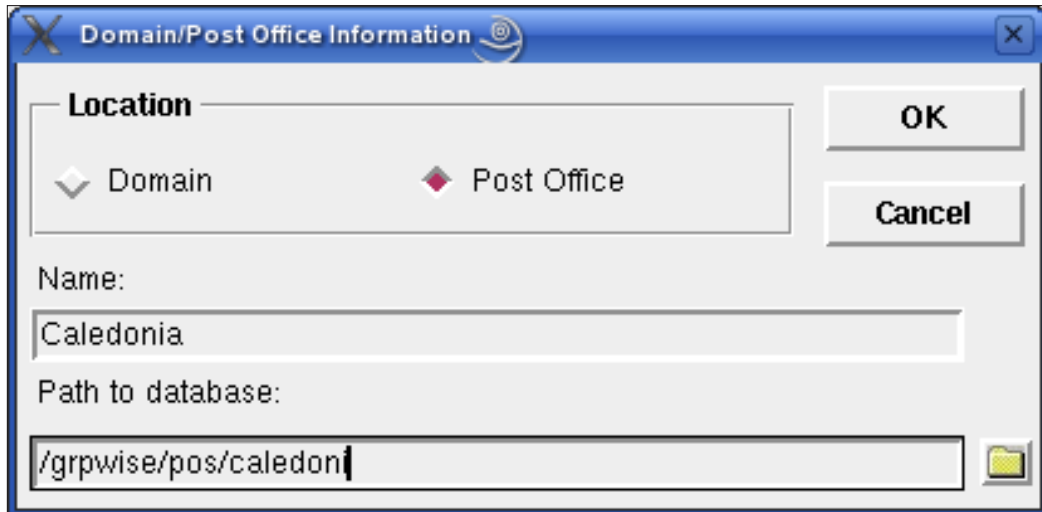 Domain/Post Office Information
Location
Domain
Post Office
OK
Cancel
Name:
Caledonia
Path to database:
/grpwise/pos/caledoni